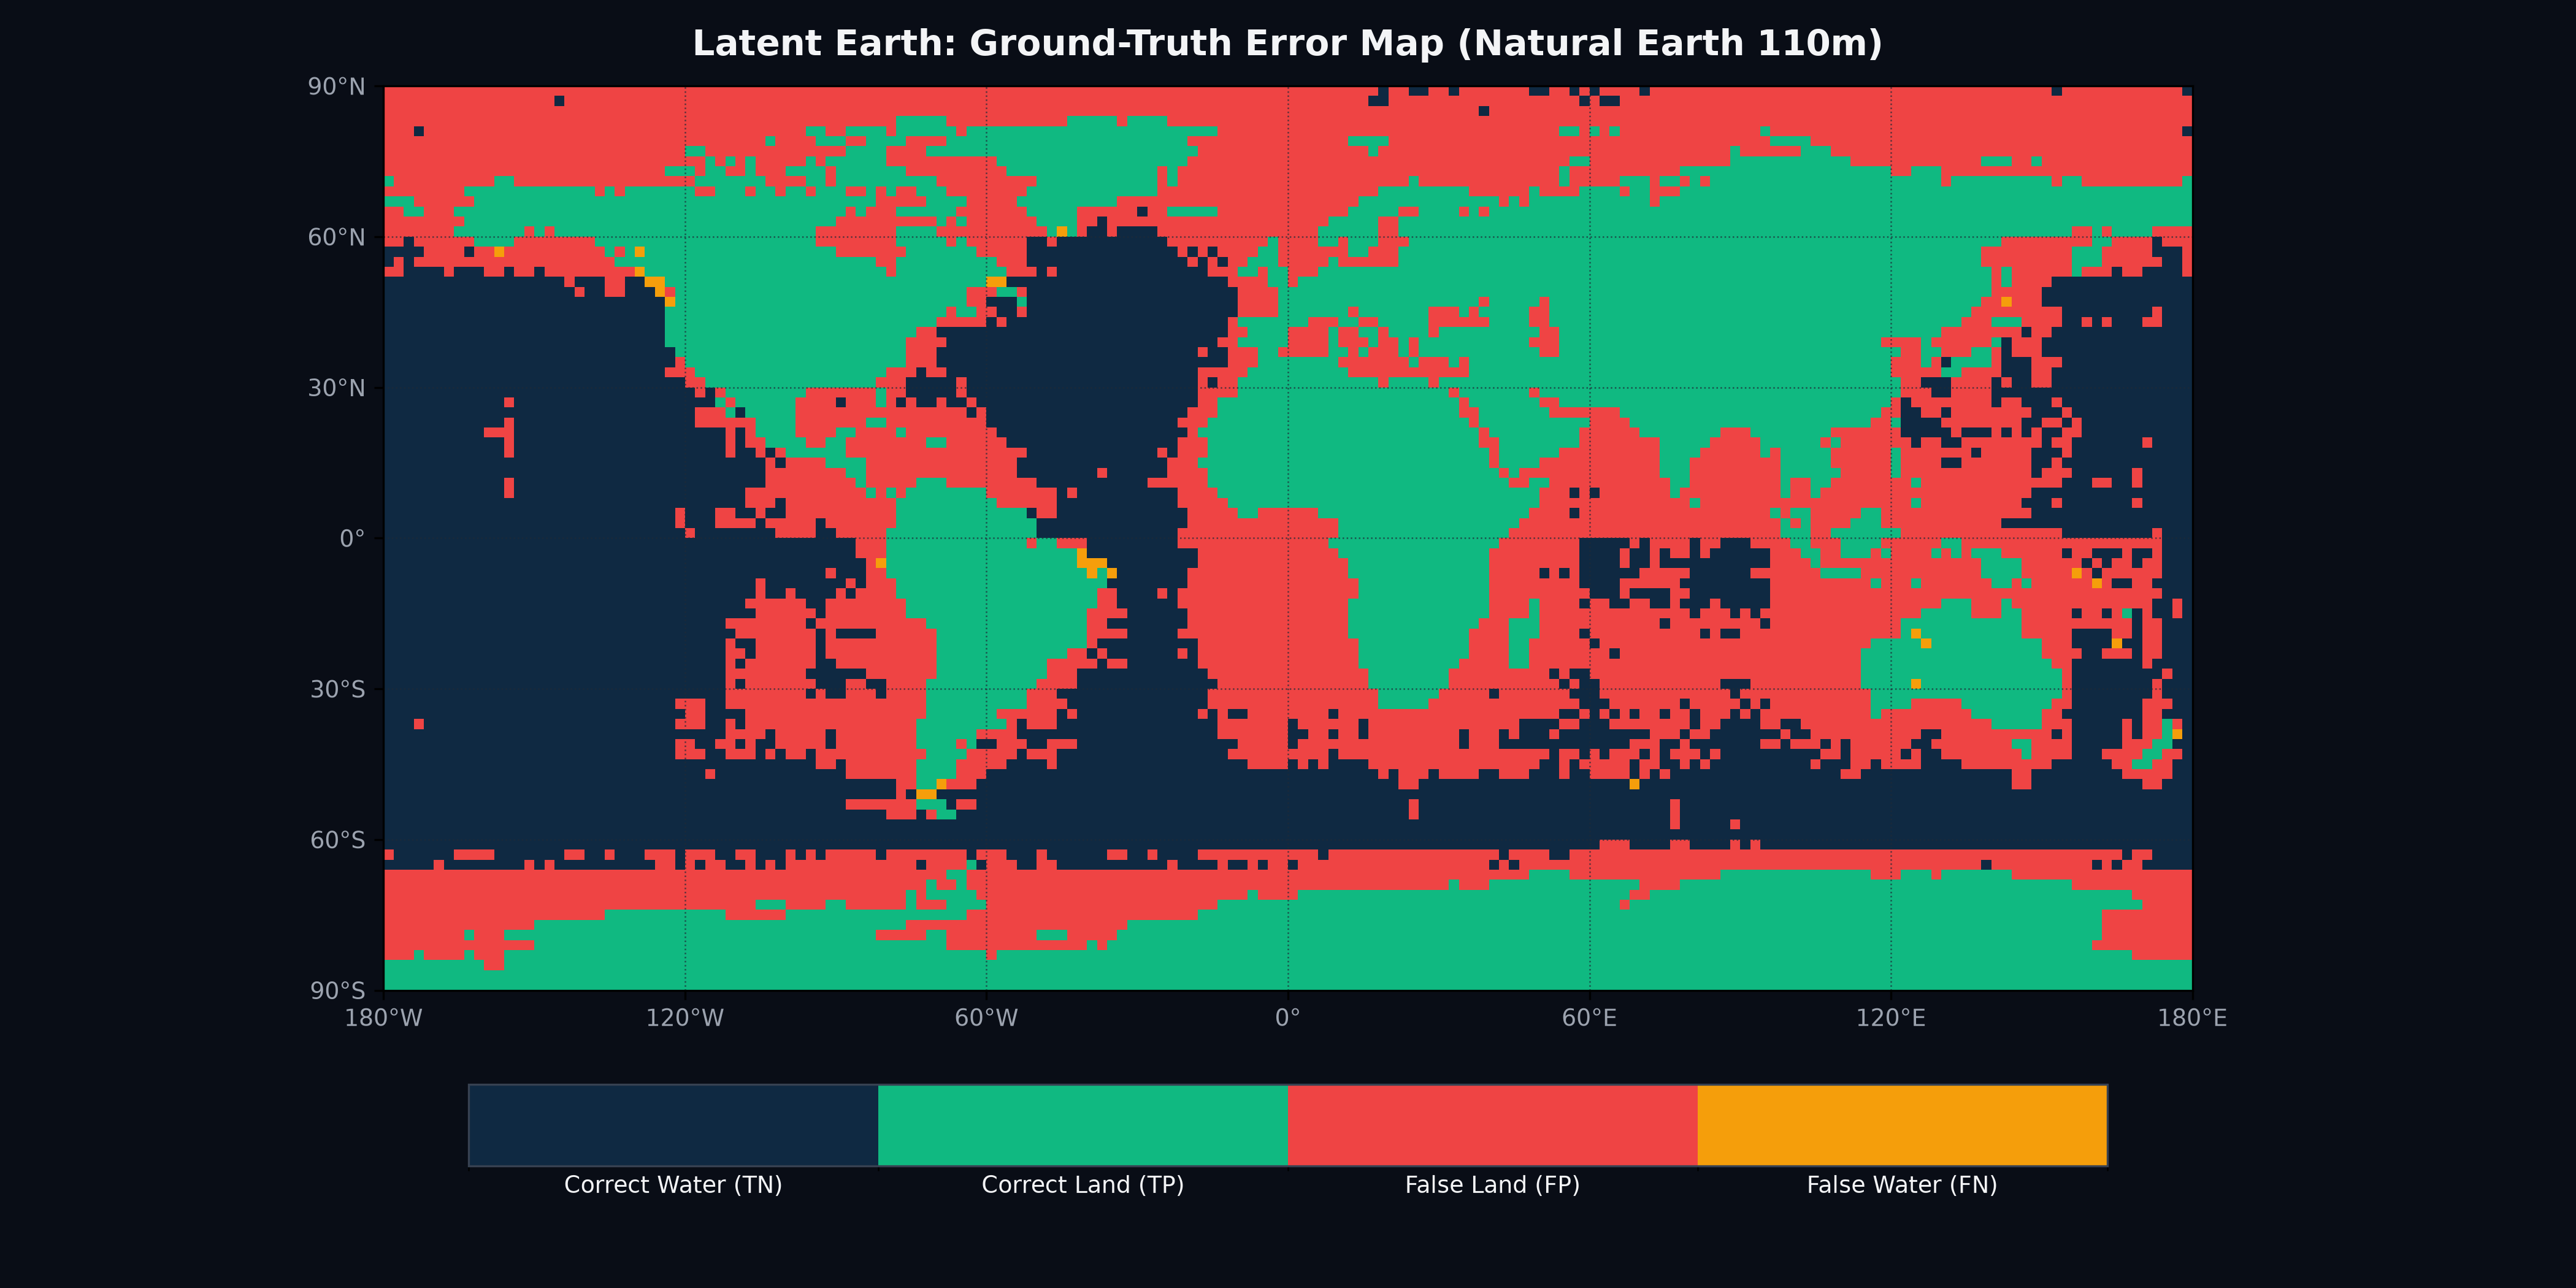 Latent Earth: Ground-Truth Error Map (Natural Earth 110m)
90°N
60°N
30°N
0°
30°S
60°S
90°S
180°W 120°W 60°W 0° 60°E 120°E 180°E
Correct Water (TN) Correct Land (TP) False Land (FP) False Water (FN)